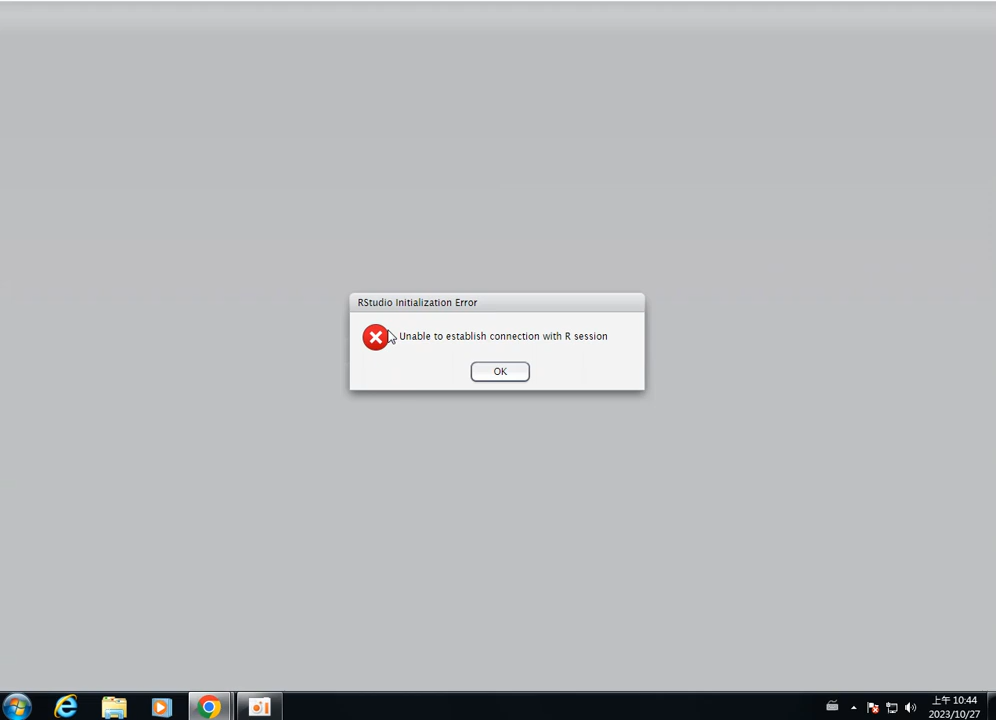 RStudio Initialization Error
Unable to establish connection with R session
OK
上午 10:44
2023/10/27